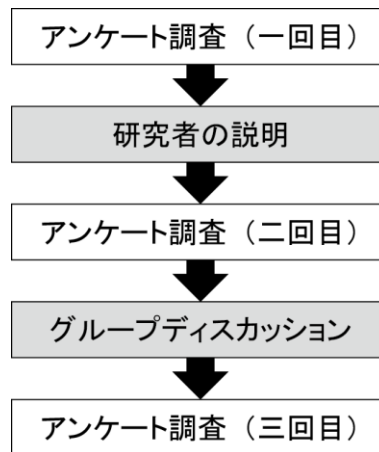 アンケート調査（一回目）
研究者の説明
アンケート調査（二回目）
グループディスカッション
アンケート調査（三回目）